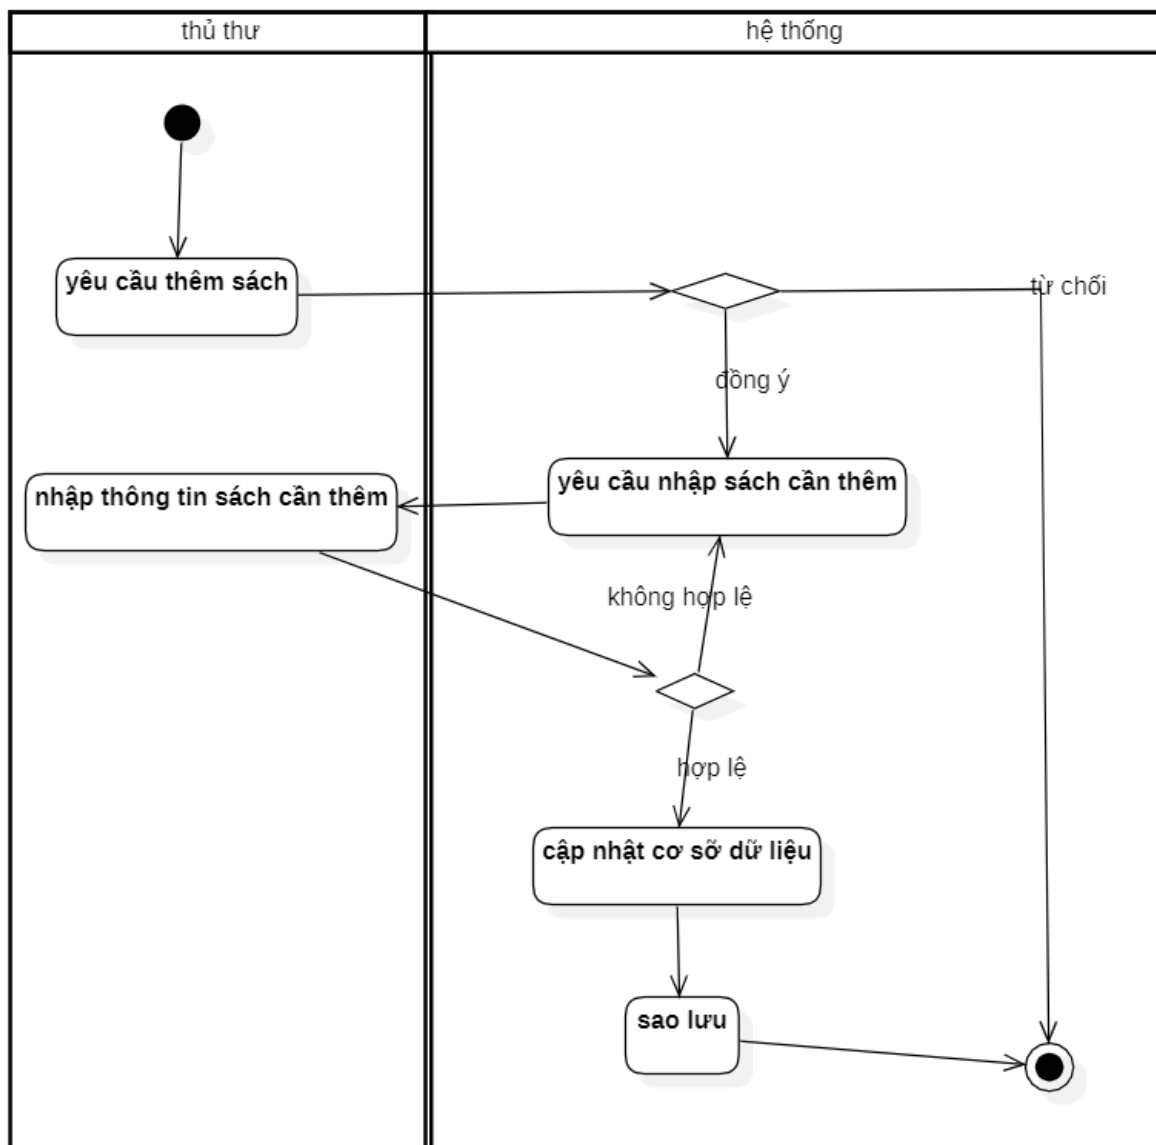 thủ thư
hệ thống
yêu cầu thêm sách
từ chối
đồng ý
yêu cầu nhập sách cần thêm
nhập thông tin sách cần thêm
không hợp lệ
hợp lệ
cập nhật cơ sỡ dữ liệu
sao lưu